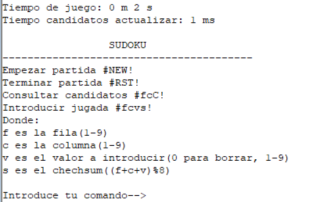 Tiempo de juego: 0 m 2 s
Tiempo candidatos actualizar: 1 ms
SUDOKU
----------------------------------------
Empezar partida #NEW!
Terminar partida #RST!
Consultar candidatos #fcC!
Introducir jugada #fcvs!
Donde:
f es la fila(1-9)
c es la columna(1-9)
v es el valor a introducir(0 para borrar, 1-9)
s es el chechsum((f+c+v)%8)
Introduce tu comando-->